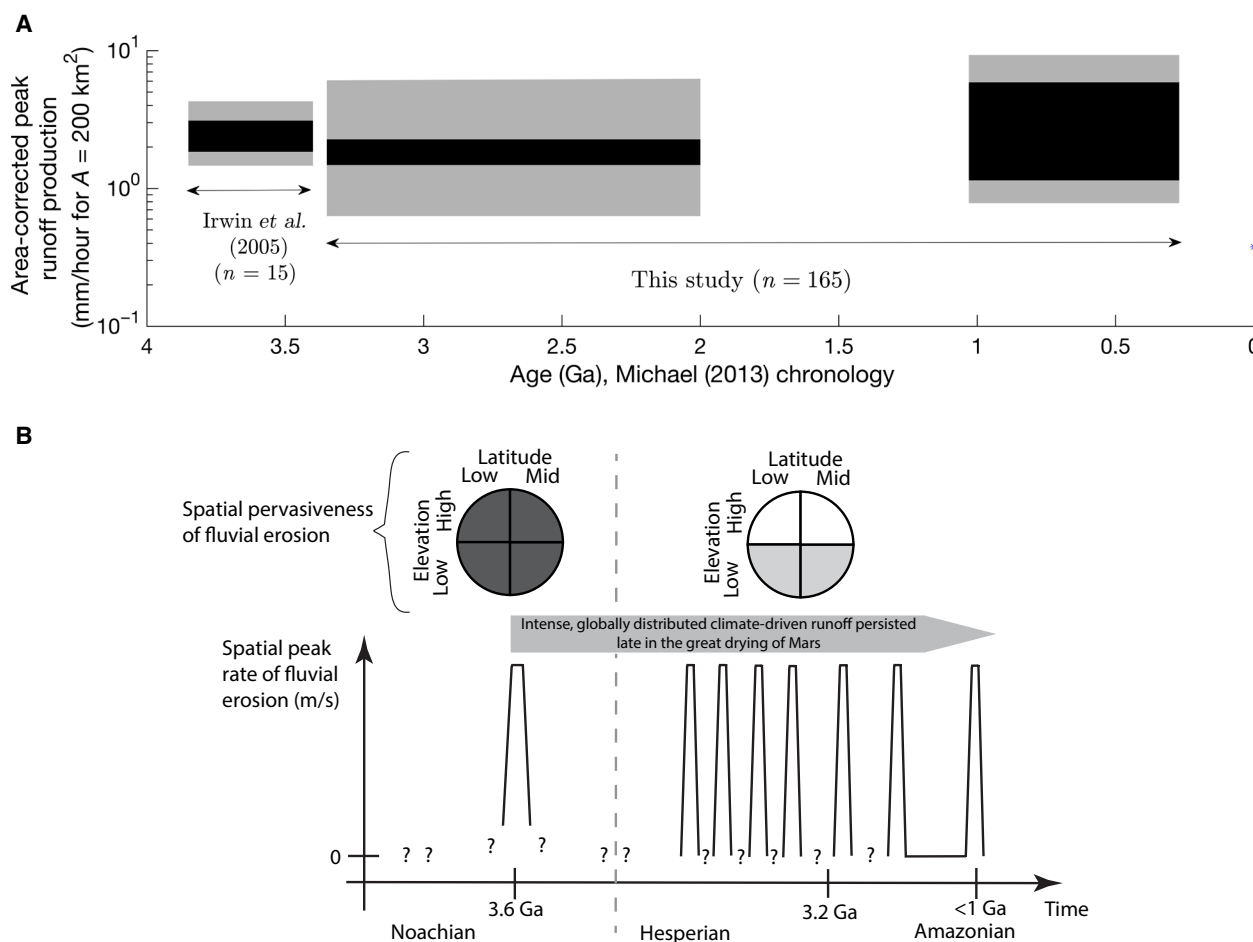 A
Area-corrected peak
runoff production
(mm/hour for A = 200 km²)
10¹
10⁰
10⁻¹
Irwin et al.
(2005)
(n = 15)
This study (n = 165)
4 3.5 3 2.5 2 1.5 1 0.5
*
Age (Ga), Michael (2013) chronology
B
Spatial pervasiveness
of fluvial erosion
Latitude
Low Mid
Elevation
Low High
Latitude
Low Mid
Elevation
Low High
Intense, globally distributed climate-driven runoff persisted
late in the great drying of Mars
Spatial peak
rate of fluvial
erosion (m/s)
0
? ? ? ? ? ? ? ? ? ? ?
3.6 Ga 3.2 Ga <1 Ga Time
Noachian Hesperian Amazonian